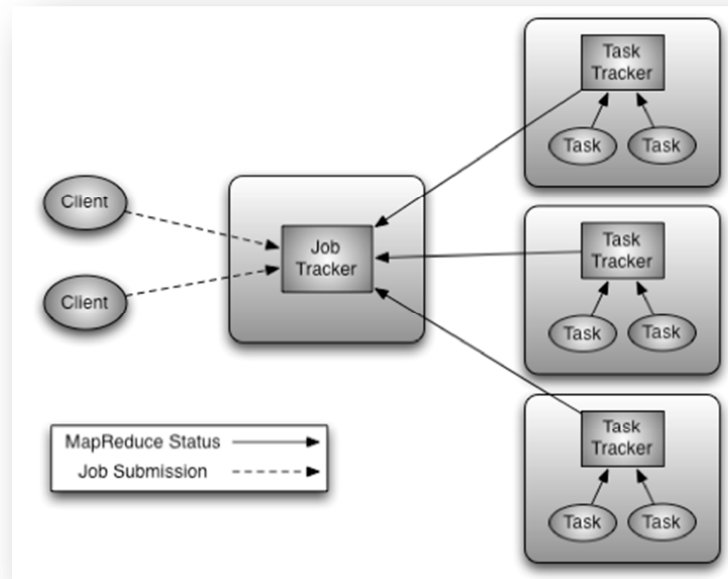 Client
Client
Job
Tracker
Task
Tracker
Task Task
Task
Tracker
Task Task
Task
Tracker
Task Task
MapReduce Status
Job Submission